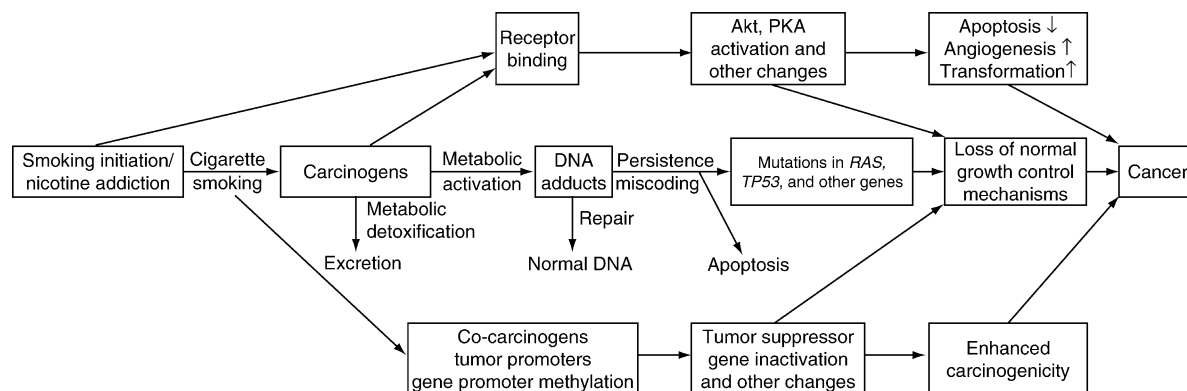 Receptor
binding
Akt, PKA
activation and
other changes
Apoptosis ↓
Angiogenesis ↑
Transformation↑
Smoking initiation/
nicotine addiction
Cigarette
smoking
Carcinogens
Metabolic
activation
DNA
adducts
Persistence
miscoding
Mutations in RAS,
TP53, and other genes
Loss of normal
growth control
mechanisms
Cancer
Metabolic
detoxification
Repair
Excretion
Normal DNA
Apoptosis
Co-carcinogens
tumor promoters
gene promoter methylation
Tumor suppressor
gene inactivation
and other changes
Enhanced
carcinogenicity